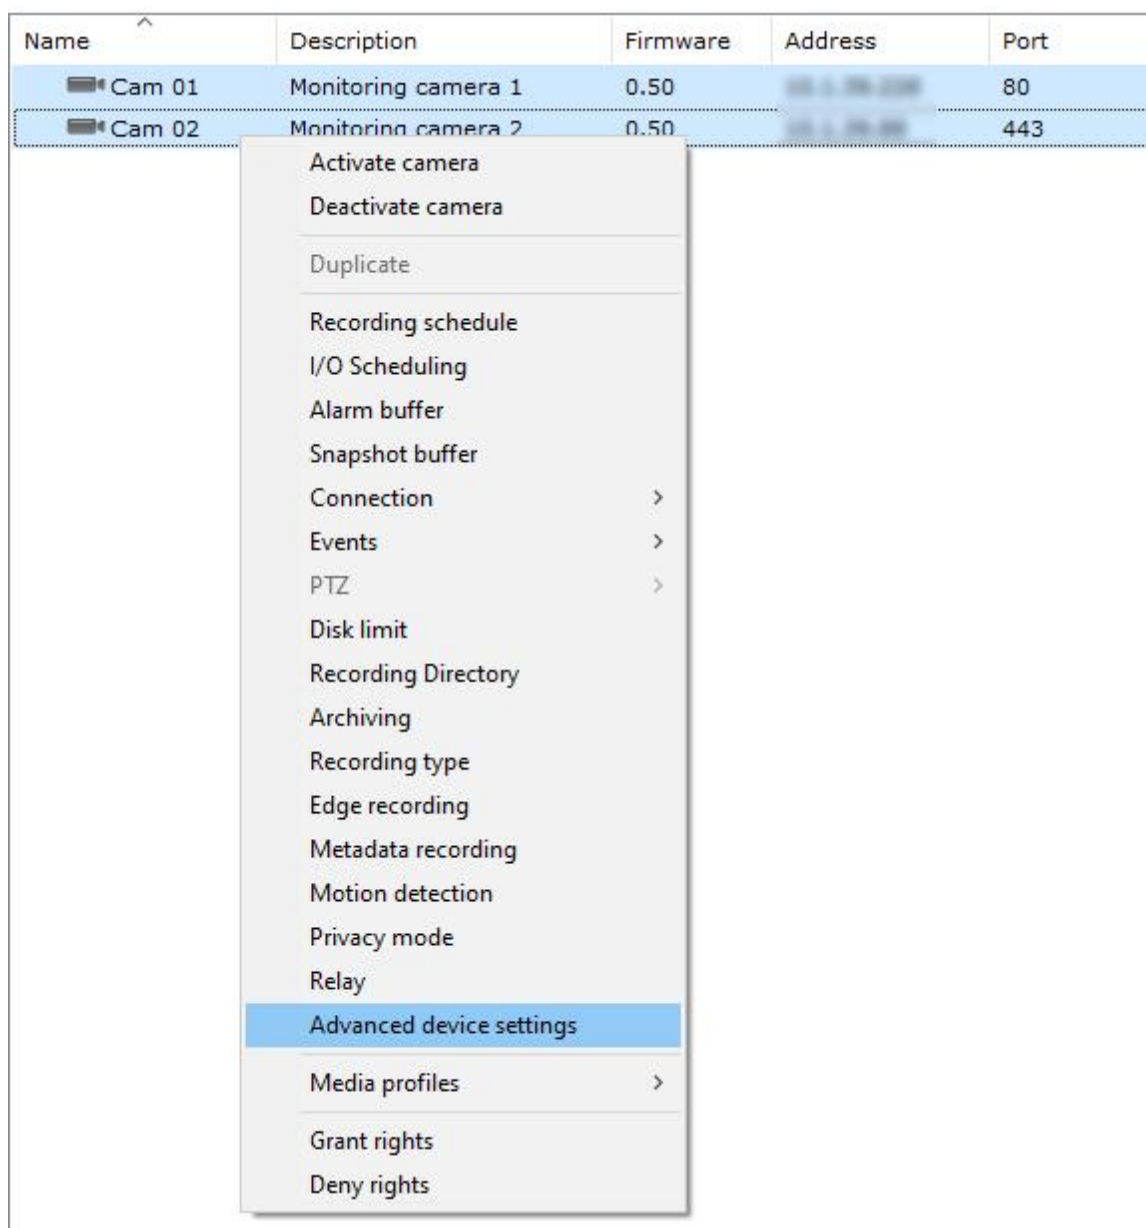 Name Description Firmware Address Port
Cam 01 Monitoring camera 1 0.50 80
Cam 02 Monitoring camera 2 0.50 443
Activate camera
Deactivate camera
Duplicate
Recording schedule
I/O Scheduling
Alarm buffer
Snapshot buffer
Connection
Events
PTZ
Disk limit
Recording Directory
Archiving
Recording type
Edge recording
Metadata recording
Motion detection
Privacy mode
Relay
Advanced device settings
Media profiles
Grant rights
Deny rights